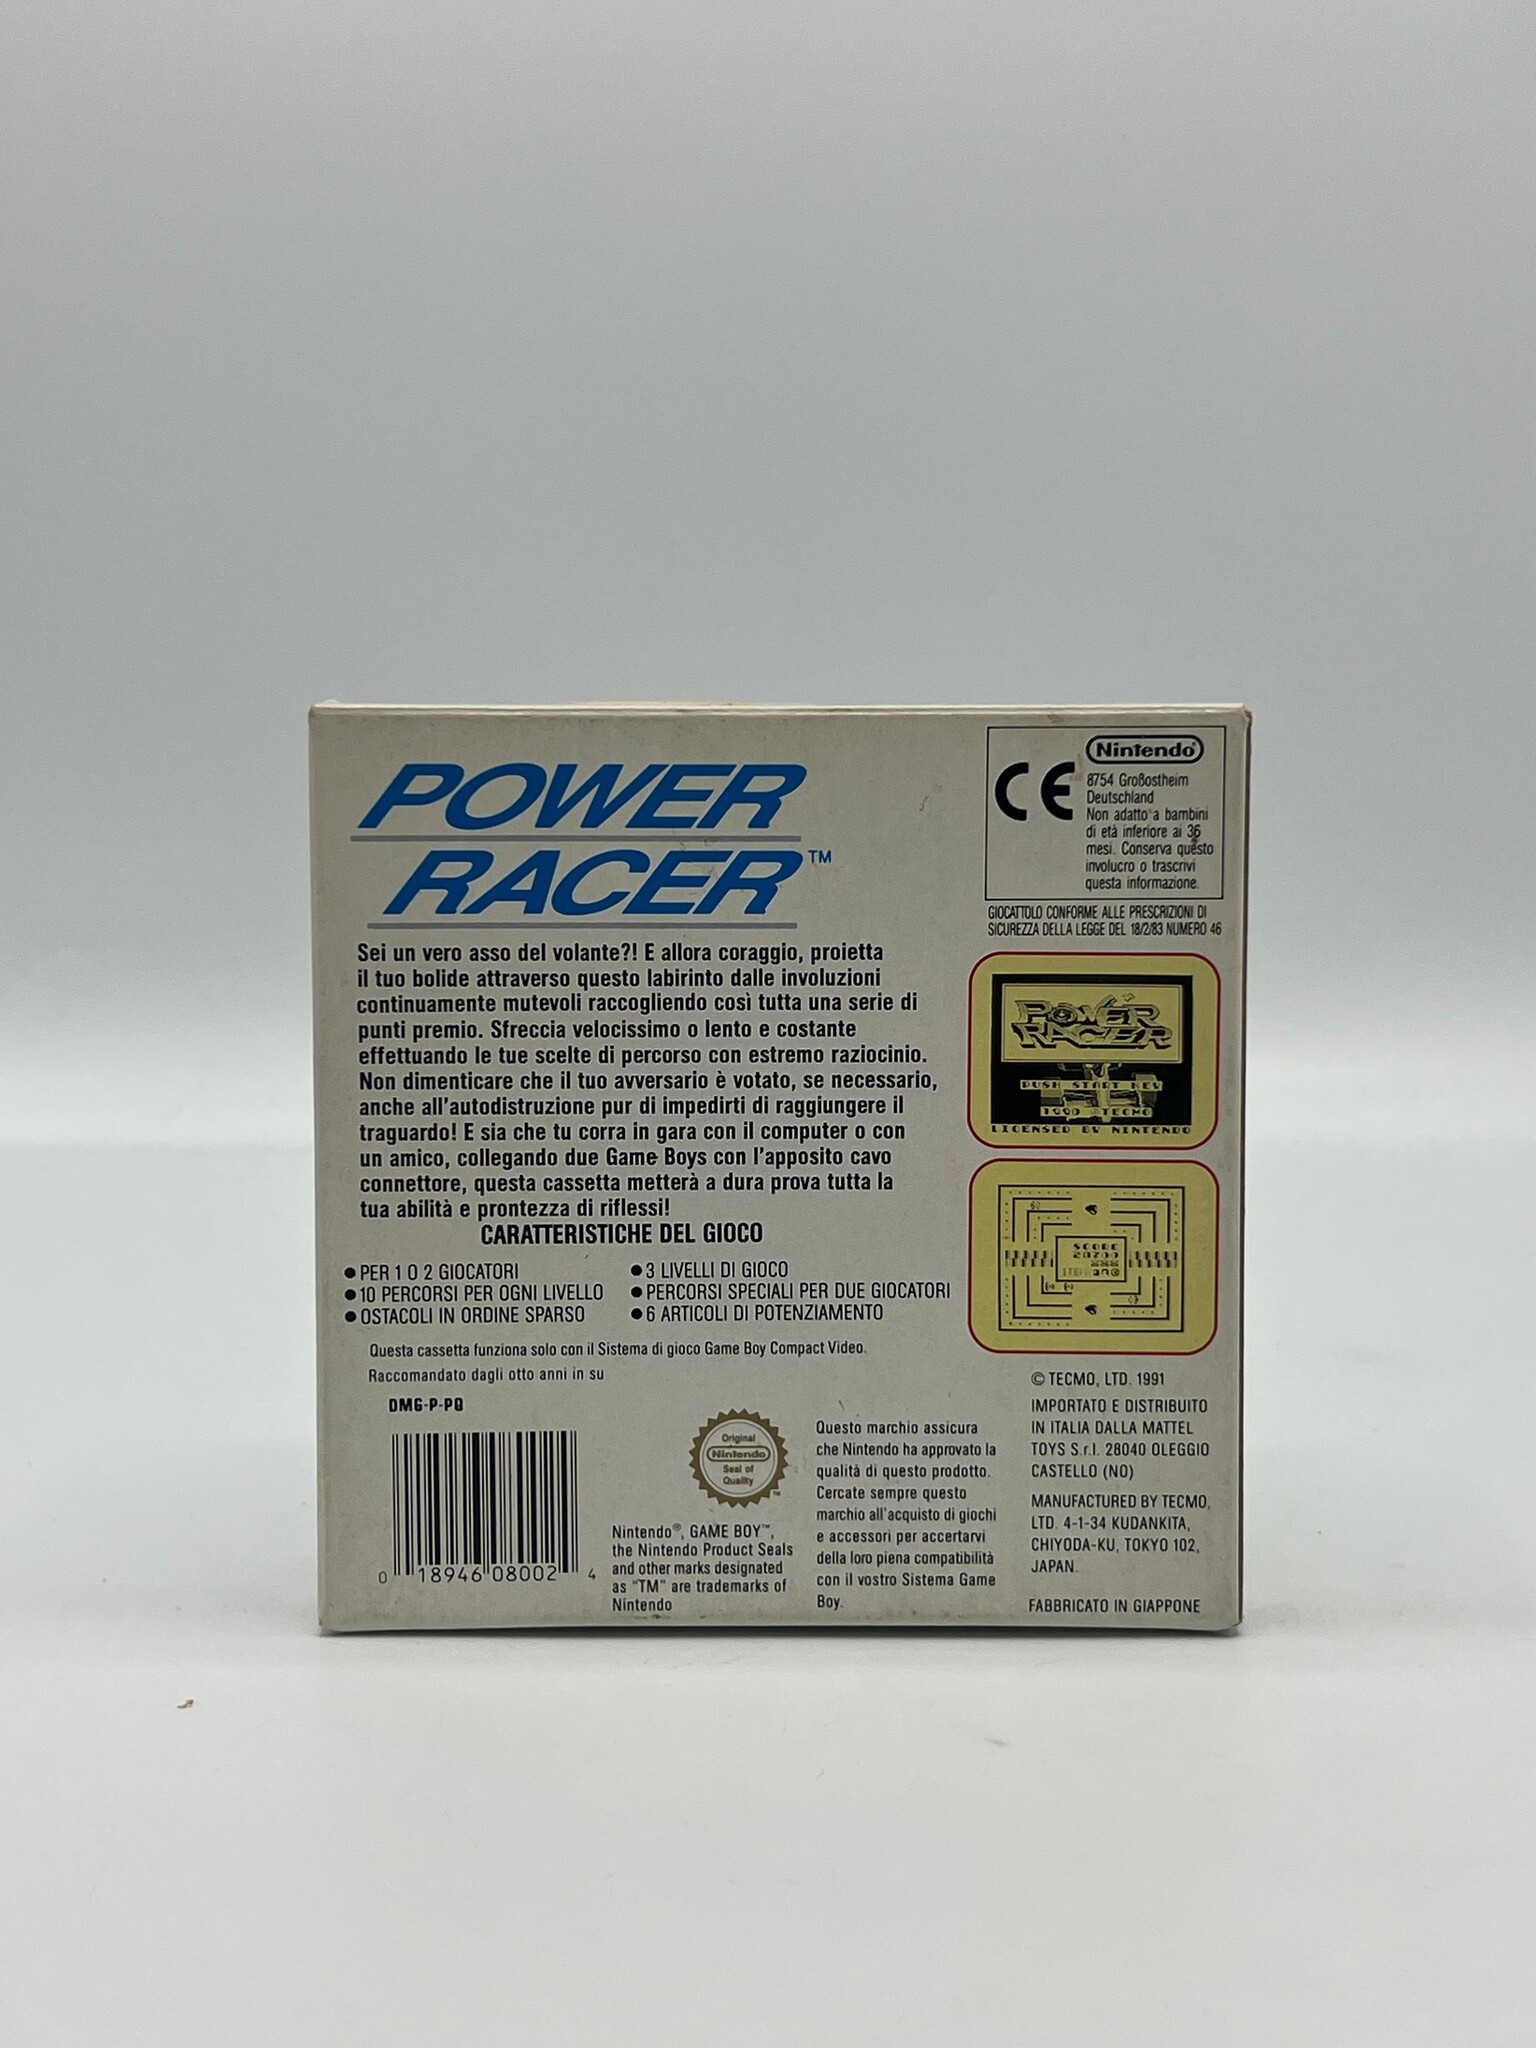 POWER
RACER™
Sei un vero asso del volante?! E allora coraggio, proietta
il tuo bolide attraverso questo labirinto dalle involuzioni
continuamente mutevoli raccogliendo così tutta una serie di
punti premio. Sfreccia velocissimo o lento e costante
effettuando le tue scelte di percorso con estremo raziocinio.
Non dimenticare che il tuo avversario è votato, se necessario,
anche all'autodistruzione pur di impedirti di raggiungere il
traguardo! E sia che tu corra in gara con il computer o con
un amico, collegando due Game Boys con l'apposito cavo
connettore, questa cassetta metterà a dura prova tutta la
tua abilità e prontezza di riflessi!
CARATTERISTICHE DEL GIOCO
● PER 1 O 2 GIOCATORI
● 10 PERCORSI PER OGNI LIVELLO
● OSTACOLI IN ORDINE SPARSO
● 3 LIVELLI DI GIOCO
● PERCORSI SPECIALI PER DUE GIOCATORI
● 6 ARTICOLI DI POTENZIAMENTO
Questa cassetta funziona solo con il Sistema di gioco Game Boy Compact Video.
Raccomandato dagli otto anni in su
DMG-P-PQ
0 18946 08002 4
Original
Nintendo
Seal of
Quality
™
Nintendo®, GAME BOY™,
the Nintendo Product Seals
and other marks designated
as "TM" are trademarks of
Nintendo
Questo marchio assicura
che Nintendo ha approvato la
qualità di questo prodotto.
Cercate sempre questo
marchio all'acquisto di giochi
e accessori per accertarvi
della loro piena compatibilità
con il vostro Sistema Game
Boy.
CE
Nintendo®
8754 Großostheim
Deutschland
Non adatto a bambini
di età inferiore ai 36
mesi. Conserva questo
involucro o trascrivi
questa informazione.
GIOCATTOLO CONFORME ALLE PRESCRIZIONI DI
SICUREZZA DELLA LEGGE DEL 18/2/83 NUMERO 46
POWER
RACER
PUSH START KEY
1990 ©TECMO
LICENSED BY NINTENDO
SCORE
20700
© TECMO, LTD. 1991
IMPORTATO E DISTRIBUITO
IN ITALIA DALLA MATTEL
TOYS S.r.l. 28040 OLEGGIO
CASTELLO (NO)
MANUFACTURED BY TECMO,
LTD. 4-1-34 KUDANKITA,
CHIYODA-KU, TOKYO 102,
JAPAN.
FABBRICATO IN GIAPPONE